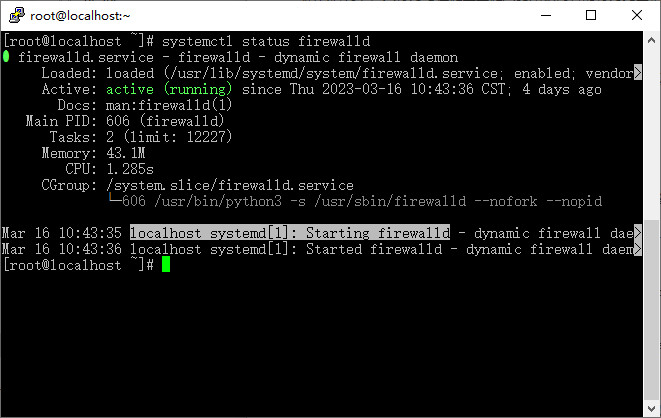 root@localhost:~
[root@localhost ~]# systemctl status firewalld
firewalld.service - firewalld - dynamic firewall daemon
Loaded: loaded (/usr/lib/systemd/system/firewalld.service; enabled; vendor>
Active: active (running) since Thu 2023-03-16 10:43:36 CST; 4 days ago
Docs: man:firewalld(1)
Main PID: 606 (firewalld)
Tasks: 2 (limit: 12227)
Memory: 43.1M
CPU: 1.285s
CGroup: /system.slice/firewalld.service
└─606 /usr/bin/python3 -s /usr/sbin/firewalld --nofork --nopid
Mar 16 10:43:35 localhost systemd[1]: Starting firewalld - dynamic firewall dae>
Mar 16 10:43:36 localhost systemd[1]: Started firewalld - dynamic firewall daem>
[root@localhost ~]#